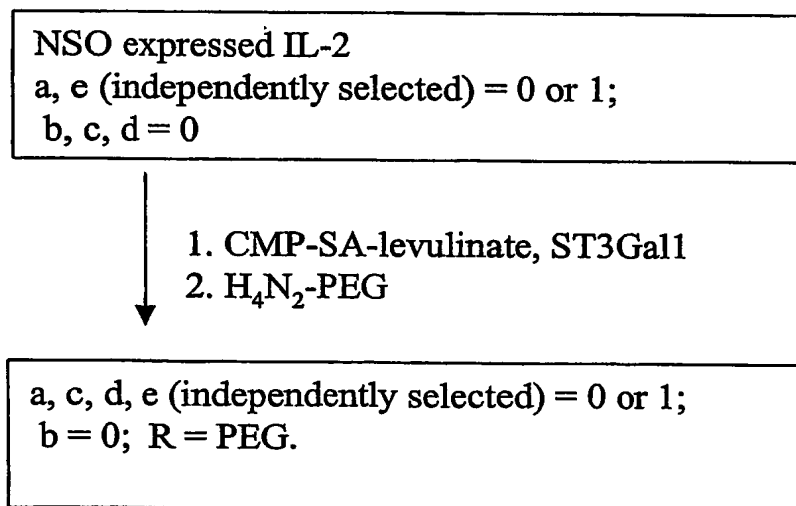 NSO expressed IL-2
a, e (independently selected) = 0 or 1;
b, c, d = 0
1. CMP-SA-levulinate, ST3Gal1
2. H₄N₂-PEG
a, c, d, e (independently selected) = 0 or 1;
b = 0; R = PEG.